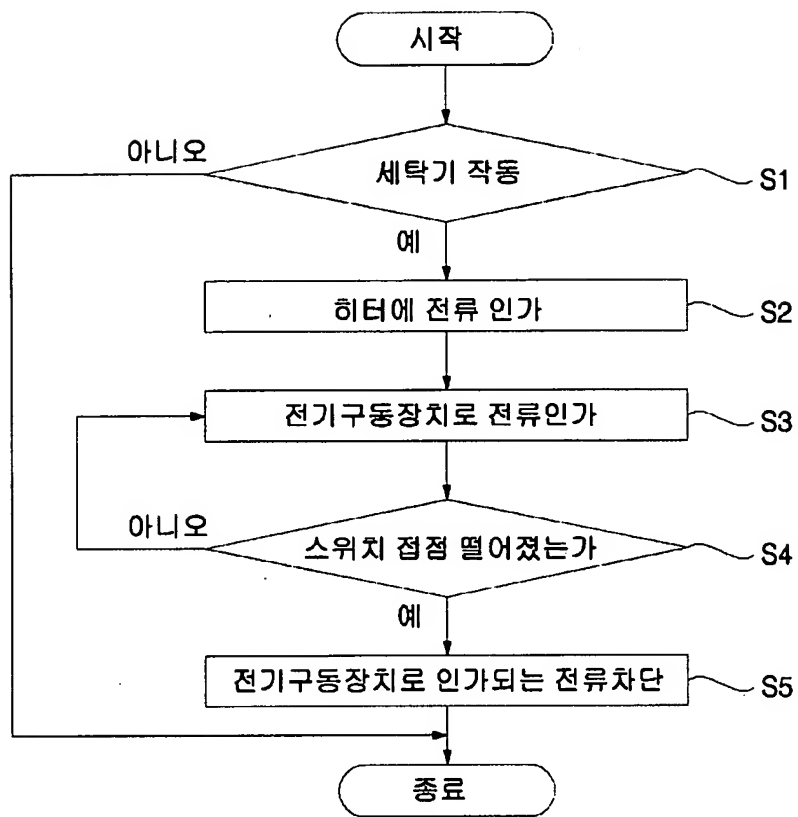 시작
아니오
세탁기 작동
S1
예
히터에 전류 인가
S2
전기구동장치로 전류인가
S3
아니오
스위치 접점 떨어졌는가
S4
예
전기구동장치로 인가되는 전류차단
S5
종료